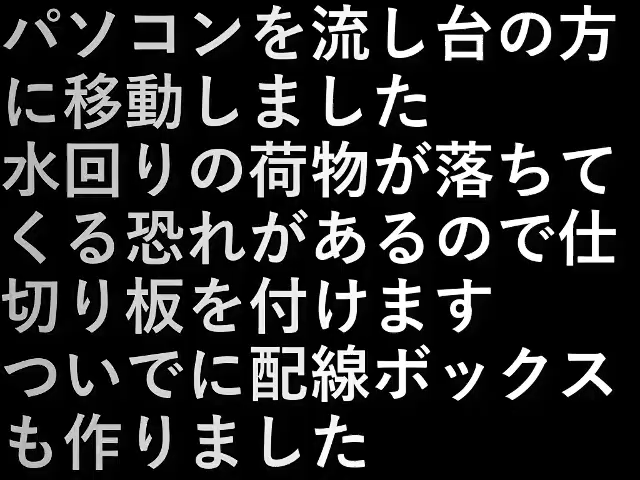 パソコンを流し台の方
に移動しました
水回りの荷物が落ちて
くる恐れがあるので仕
切り板を付けます
ついでに配線ボックス
も作りました